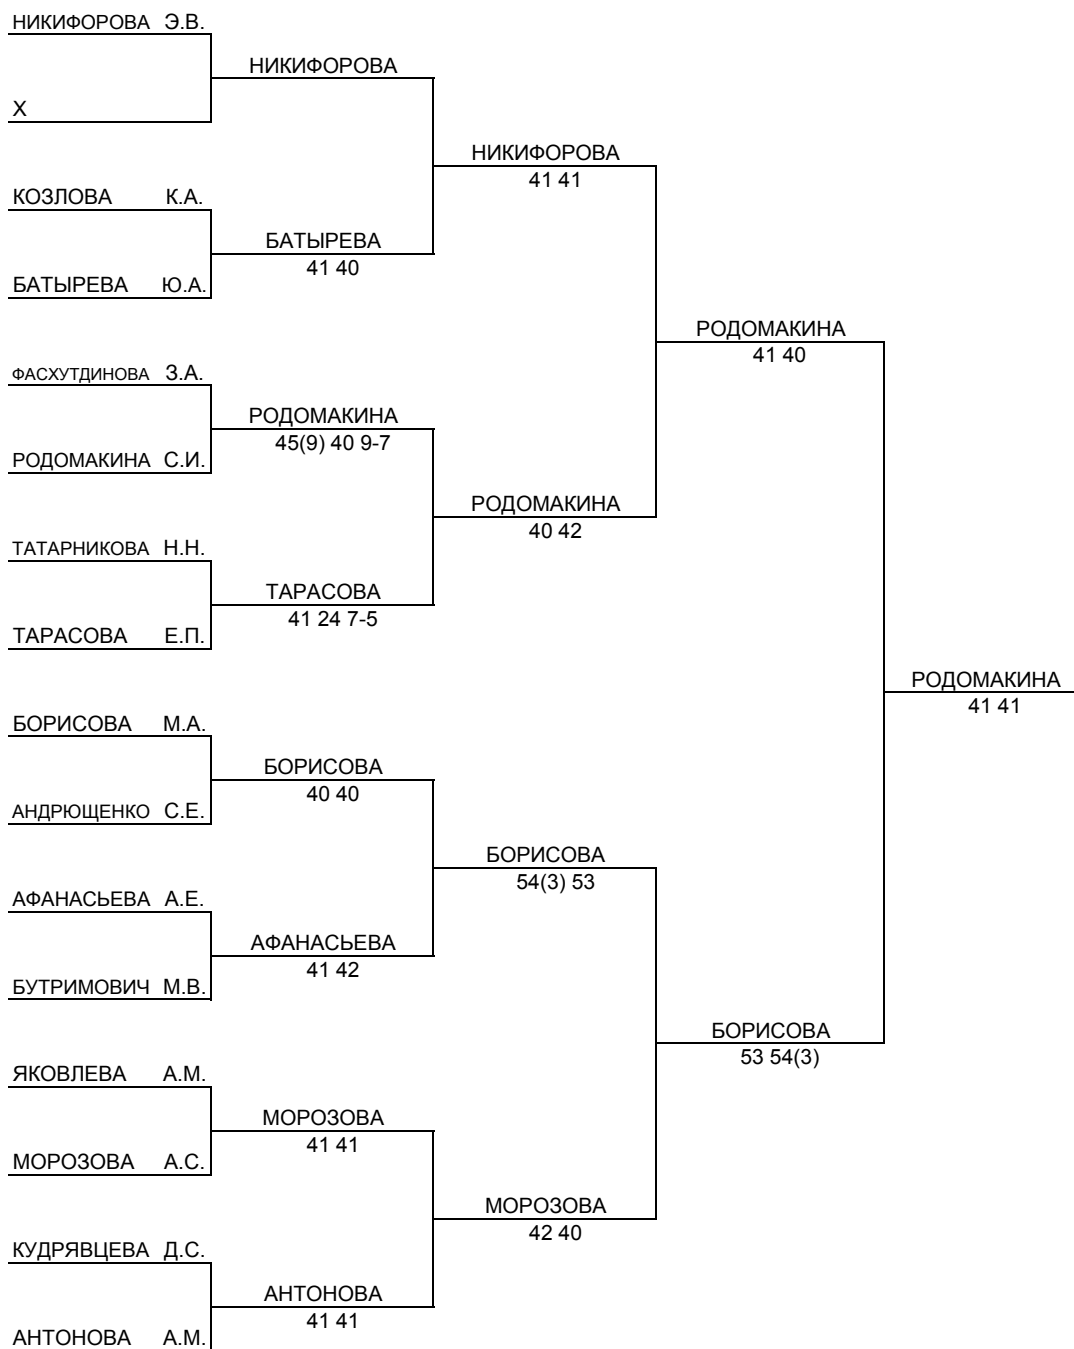 НИКИФОРОВА Э.В.
НИКИФОРОВА
Х
НИКИФОРОВА
41 41
КОЗЛОВА К.А.
БАТЫРЕВА
41 40
БАТЫРЕВА Ю.А.
РОДОМАКИНА
41 40
ФАСХУТДИНОВА З.А.
РОДОМАКИНА
45(9) 40 9-7
РОДОМАКИНА С.И.
РОДОМАКИНА
40 42
ТАТАРНИКОВА Н.Н.
ТАРАСОВА
41 24 7-5
ТАРАСОВА Е.П.
РОДОМАКИНА
41 41
БОРИСОВА М.А.
БОРИСОВА
40 40
АНДРЮЩЕНКО С.Е.
БОРИСОВА
54(3) 53
АФАНАСЬЕВА А.Е.
АФАНАСЬЕВА
41 42
БУТРИМОВИЧ М.В.
БОРИСОВА
53 54(3)
ЯКОВЛЕВА А.М.
МОРОЗОВА
41 41
МОРОЗОВА А.С.
МОРОЗОВА
42 40
КУДРЯВЦЕВА Д.С.
АНТОНОВА
41 41
АНТОНОВА А.М.